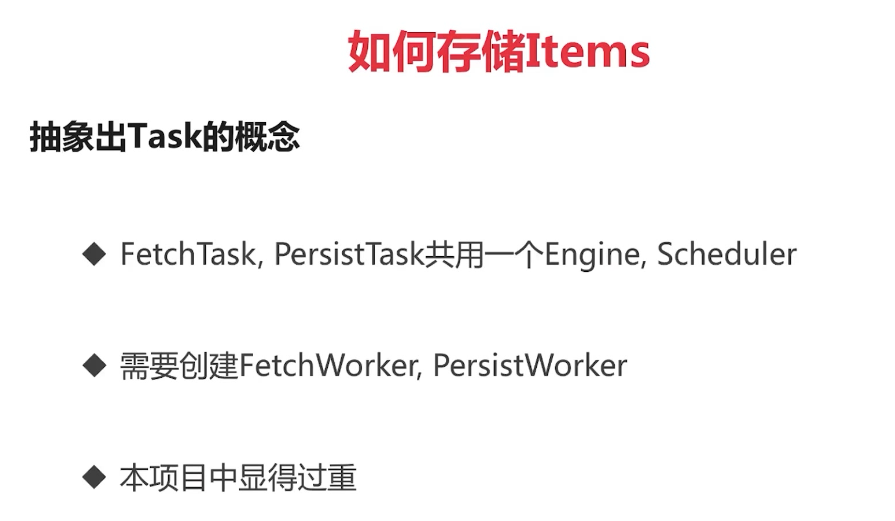 如何存储Items
抽象出Task的概念
◆ FetchTask, PersistTask共用一个Engine, Scheduler
◆ 需要创建FetchWorker, PersistWorker
◆ 本项目中显得过重